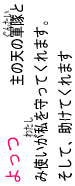 よっつ
主の天の軍隊と
み使いが私を守ってくれます。
そして、助けてくれます